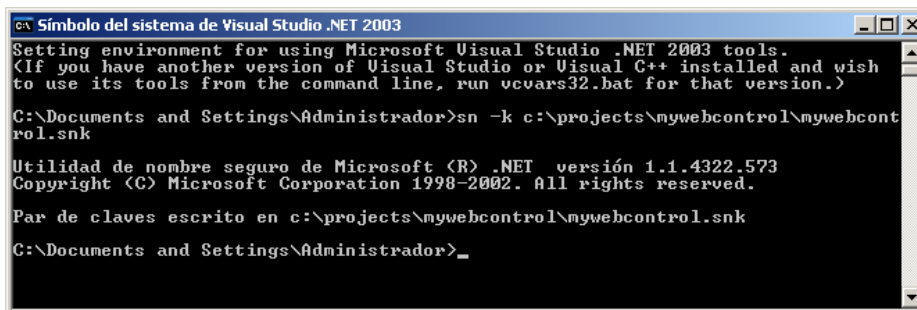 Símbolo del sistema de Visual Studio .NET 2003
Setting environment for using Microsoft Visual Studio .NET 2003 tools.
(If you have another version of Visual Studio or Visual C++ installed and wish
to use its tools from the command line, run vcvars32.bat for that version.)
C:\Documents and Settings\Administrador>sn -k c:\projects\mywebcontrol\mywebcont
rol.snk
Utilidad de nombre seguro de Microsoft (R) .NET  versión 1.1.4322.573
Copyright (C) Microsoft Corporation 1998-2002. All rights reserved.
Par de claves escrito en c:\projects\mywebcontrol\mywebcontrol.snk
C:\Documents and Settings\Administrador>_